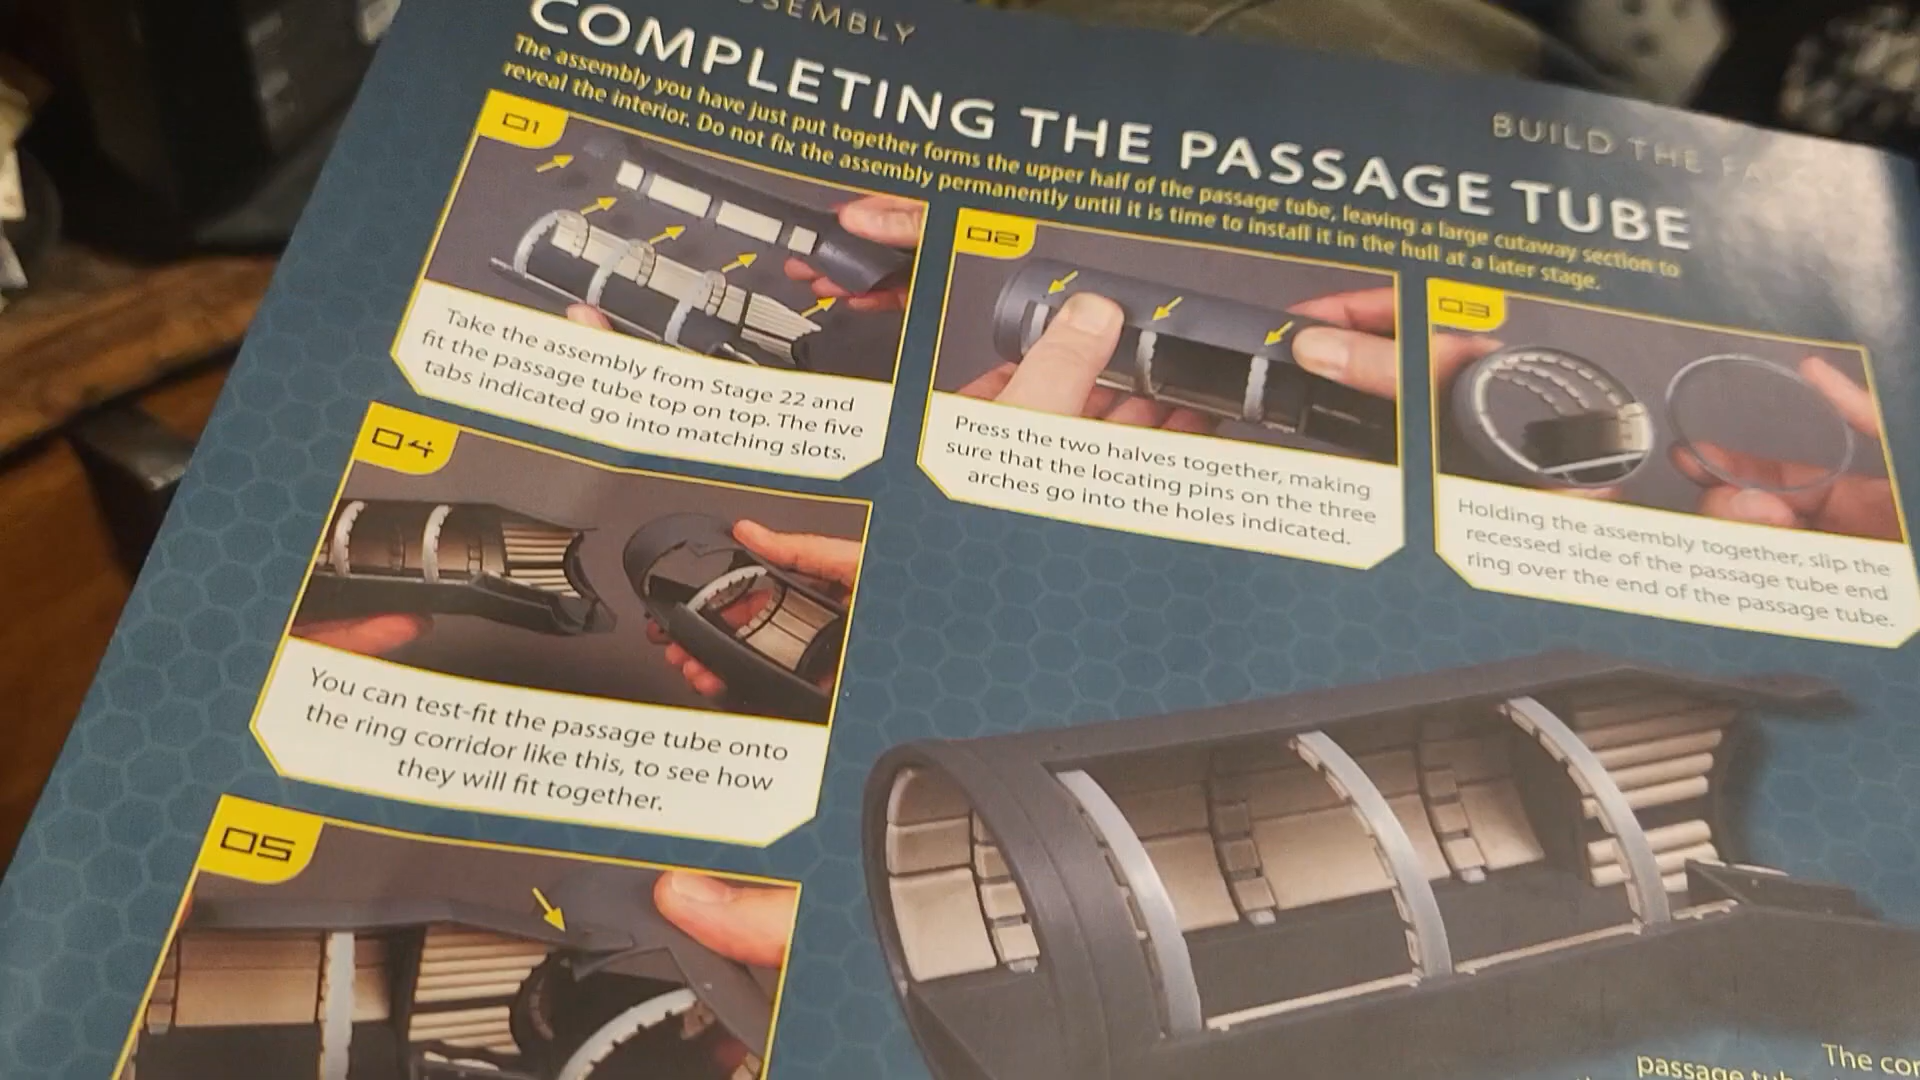 COMPLETING THE PASSAGE TUBE
BUILD THE
The assembly you have just put together forms the upper half of the passage tube, leaving a large cutaway section to
reveal the interior. Do not fix the assembly permanently until it is time to install it in the hull at a later stage.
01
Take the assembly from Stage 22 and
fit the passage tube top on top. The five
tabs indicated go into matching slots.
02
Press the two halves together, making
sure that the locating pins on the three
arches go into the holes indicated.
03
Holding the assembly together, slip the
recessed side of the passage tube end
ring over the end of the passage tube.
04
You can test-fit the passage tube onto
the ring corridor like this, to see how
they will fit together.
05
The
passage